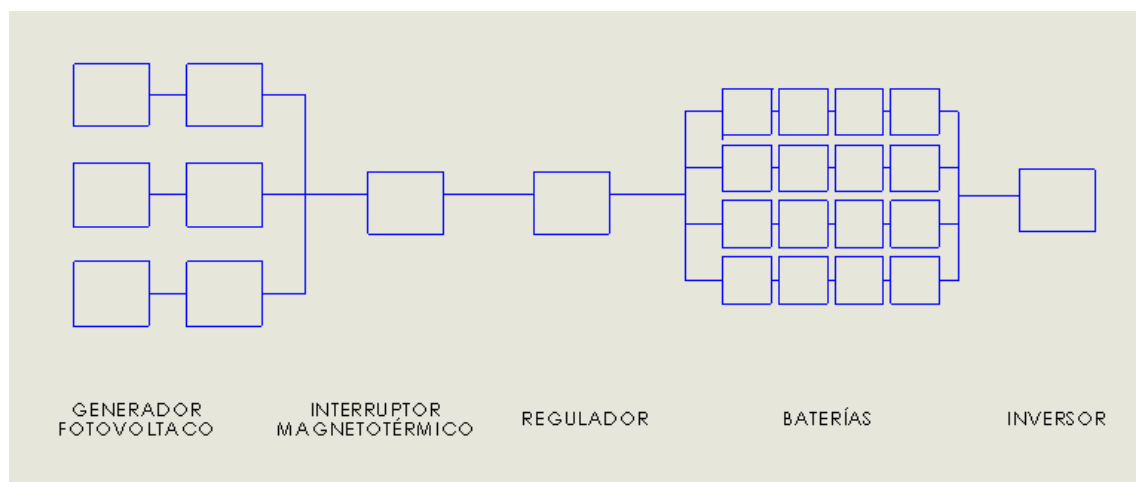 GENERADOR
FOTOVOLTACO
INTERRUPTOR
MAGNETOTÉRMICO
REGULADOR
BATERÍAS
INVERSOR